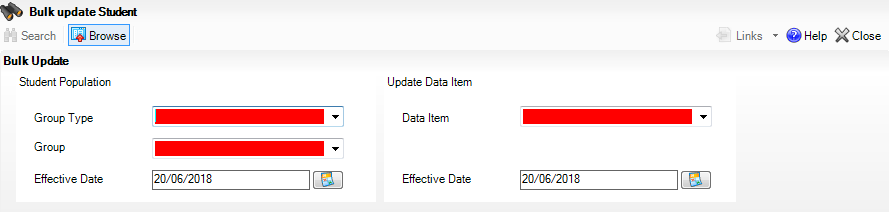 Bulk update Student
Search Browse Links Help Close
Bulk Update
Student Population Update Data Item
Group Type Data Item
Group
Effective Date 20/06/2018 Effective Date 20/06/2018